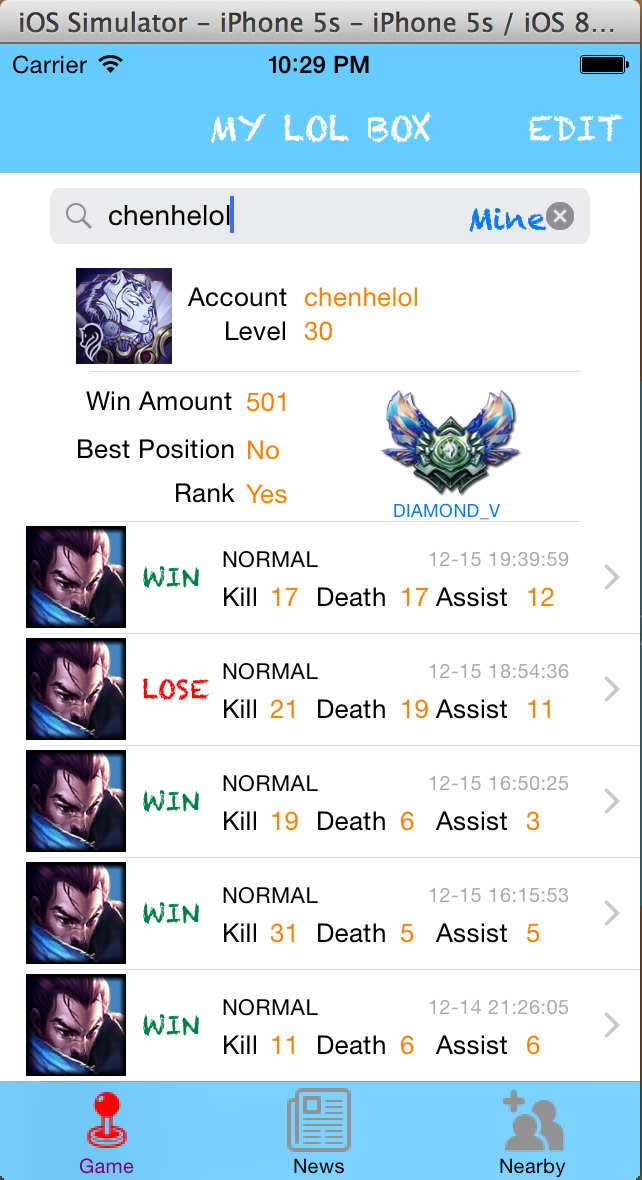 iOS Simulator – iPhone 5s – iPhone 5s / iOS 8...
Carrier 10:29 PM
MY LOL BOX EDIT
chenhelol Mine
Account chenhelol
Level 30
Win Amount 501
Best Position No
Rank Yes
DIAMOND_V
WIN NORMAL 12-15 19:39:59
Kill 17 Death 17 Assist 12
LOSE NORMAL 12-15 18:54:36
Kill 21 Death 19 Assist 11
WIN NORMAL 12-15 16:50:25
Kill 19 Death 6 Assist 3
WIN NORMAL 12-15 16:15:53
Kill 31 Death 5 Assist 5
WIN NORMAL 12-14 21:26:05
Kill 11 Death 6 Assist 6
Game News Nearby